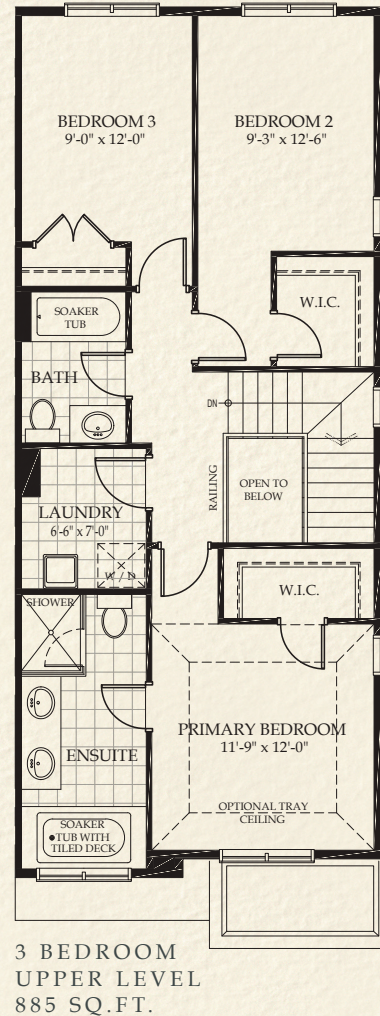 BEDROOM 3
9'-0" x 12'-0"
BEDROOM 2
9'-3" x 12'-6"
W.I.C.
SOAKER
TUB
BATH
DN
RAILING
OPEN TO
BELOW
LAUNDRY
6'-6" x 7'-0"
W / D
W.I.C.
SHOWER
PRIMARY BEDROOM
11'-9" x 12'-0"
ENSUITE
OPTIONAL TRAY
CEILING
SOAKER
TUB WITH
TILED DECK
3 BEDROOM
UPPER LEVEL
885 SQ.FT.